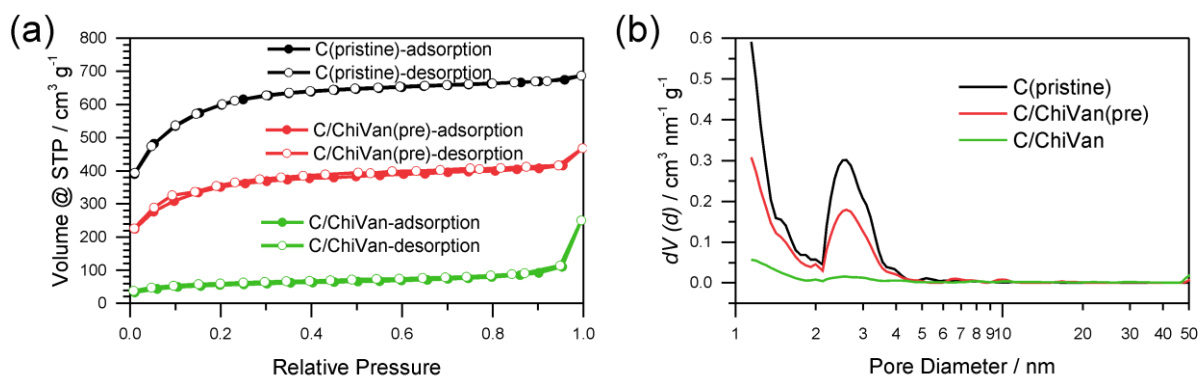 (a)
800
700
600
500
400
300
200
100
0
Volume @ STP / cm³ g⁻¹
C(pristine)-adsorption
C(pristine)-desorption
C/ChiVan(pre)-adsorption
C/ChiVan(pre)-desorption
C/ChiVan-adsorption
C/ChiVan-desorption
0.0 0.2 0.4 0.6 0.8 1.0
Relative Pressure
(b)
0.6
0.5
0.4
0.3
0.2
0.1
0.0
dV (d) / cm³ nm⁻¹ g⁻¹
C(pristine)
C/ChiVan(pre)
C/ChiVan
1 2 3 4 5 6 7 8 910 20 30 40 50
Pore Diameter / nm